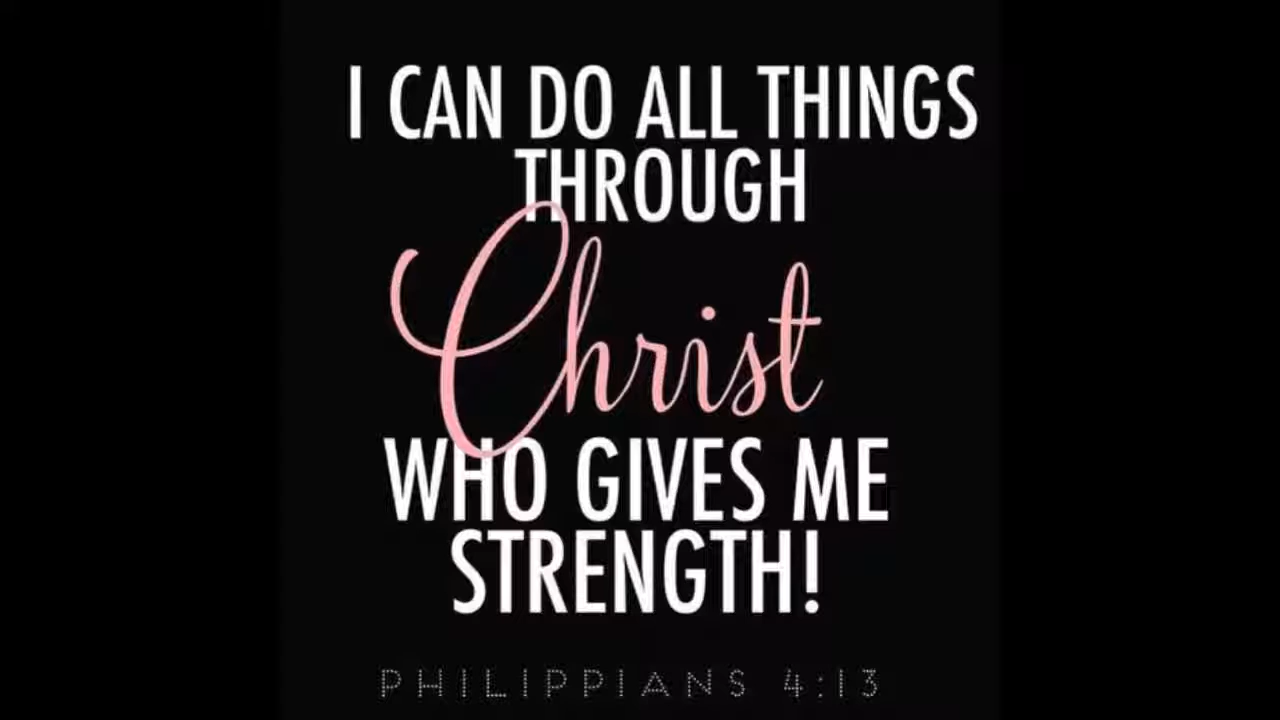 I CAN DO ALL THINGS
THROUGH
Christ
WHO GIVES ME
STRENGTH!
PHILIPPIANS 4:13